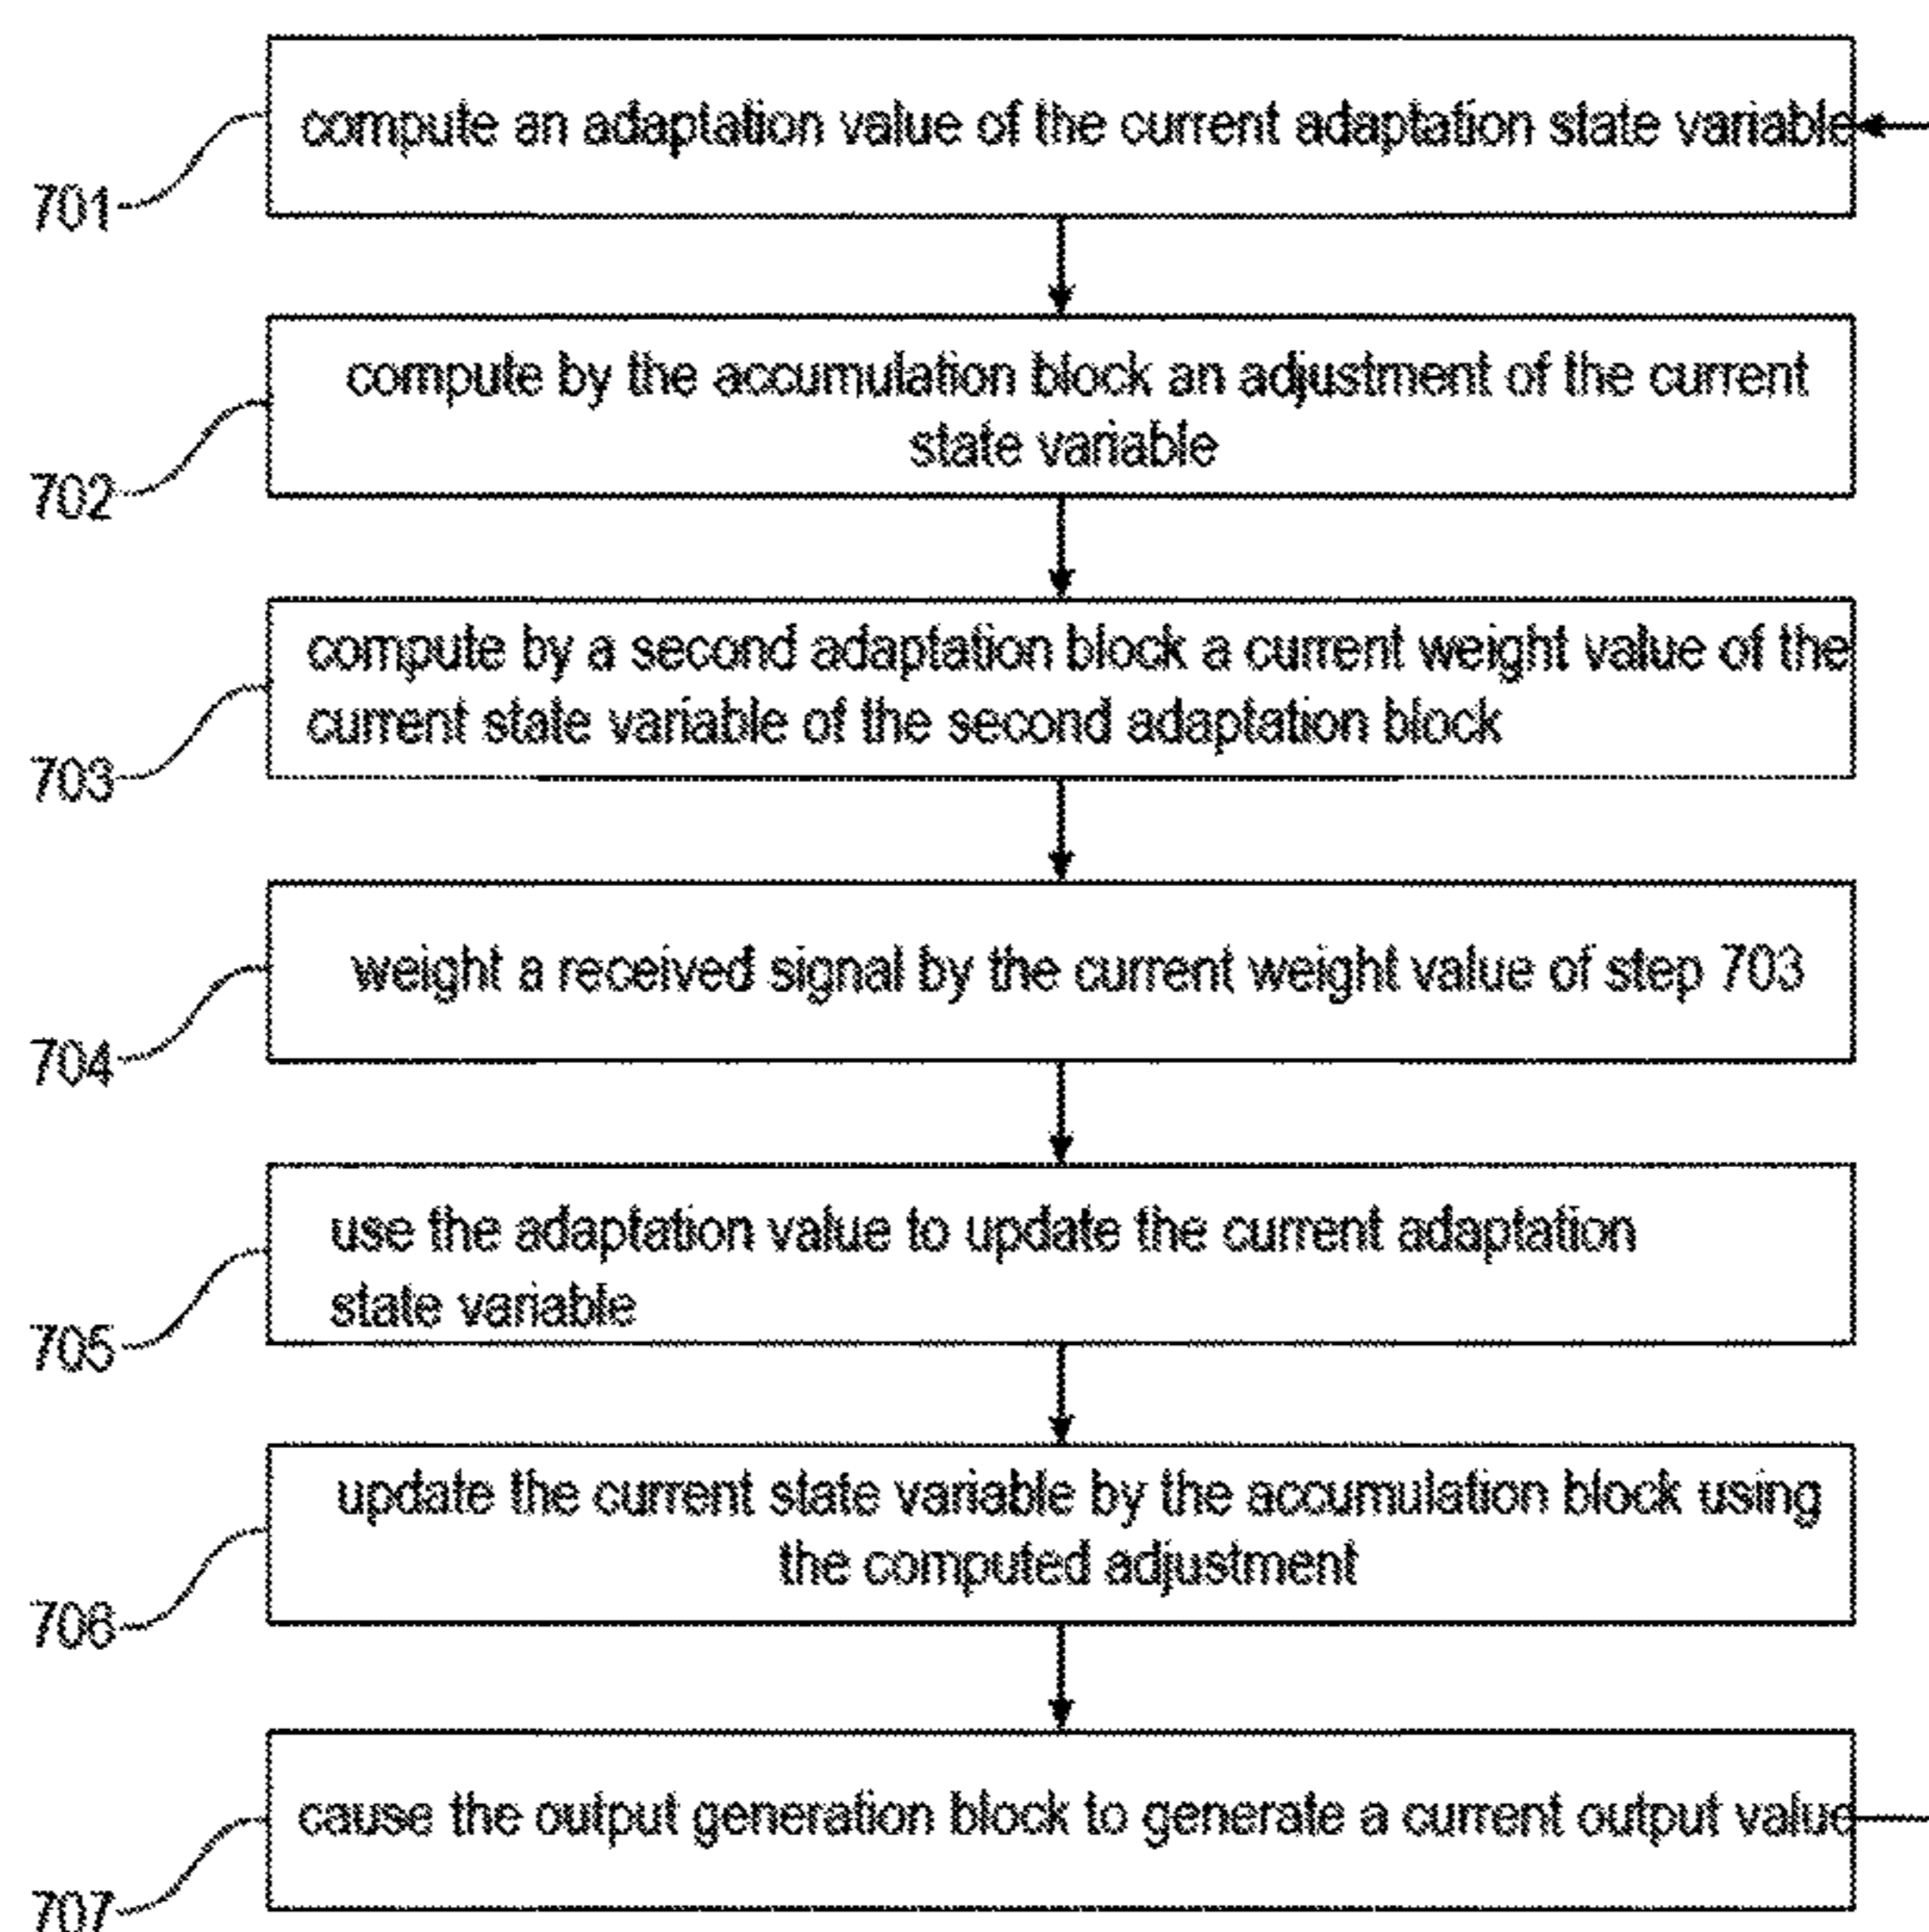 compute an adaptation value of the current adaptation state variable
701
compute by the accumulation block an adjustment of the current
state variable
702
compute by a second adaptation block a current weight value of the
current state variable of the second adaptation block
703
weight a received signal by the current weight value of step 703
704
use the adaptation value to update the current adaptation
state variable
705
update the current state variable by the accumulation block using
the computed adjustment
706
cause the output generation block to generate a current output value
707